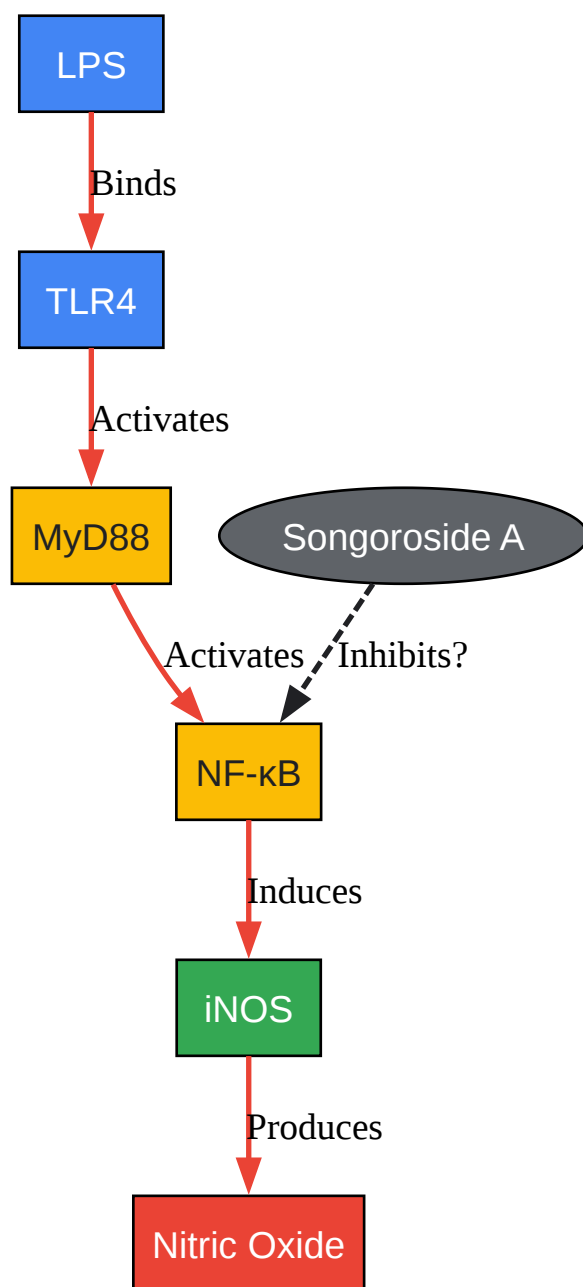 LPS
Binds
TLR4
Activates
MyD88
Songoroside A
Activates
Inhibits?
NF-κB
Induces
iNOS
Produces
Nitric Oxide